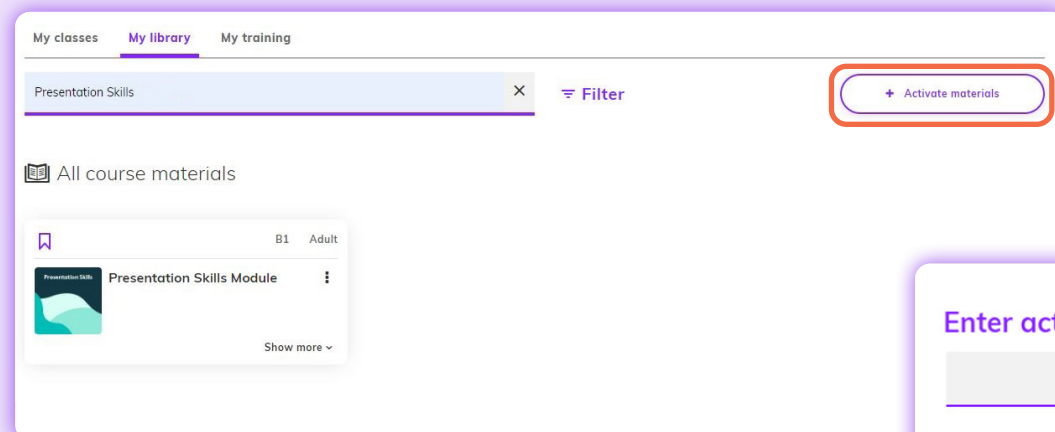 My classes My library My training
Presentation Skills
Filter
+ Activate materials
All course materials
B1 Adult
Presentation Skills
Presentation Skills Module
Show more
Enter act